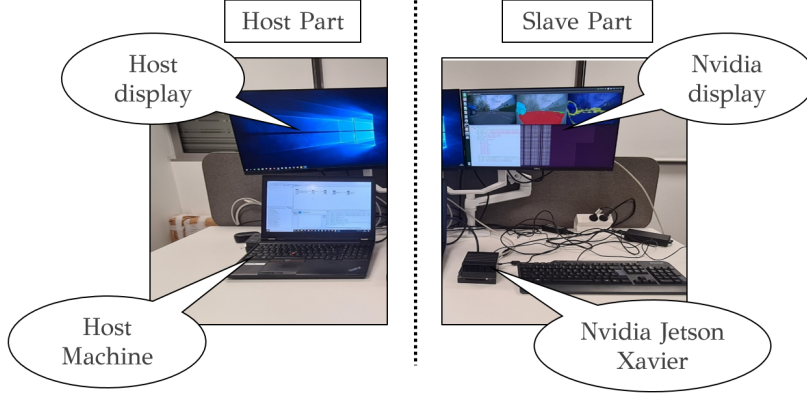 Host Part
Slave Part
Host
display
Nvidia
display
Host
Machine
Nvidia Jetson
Xavier